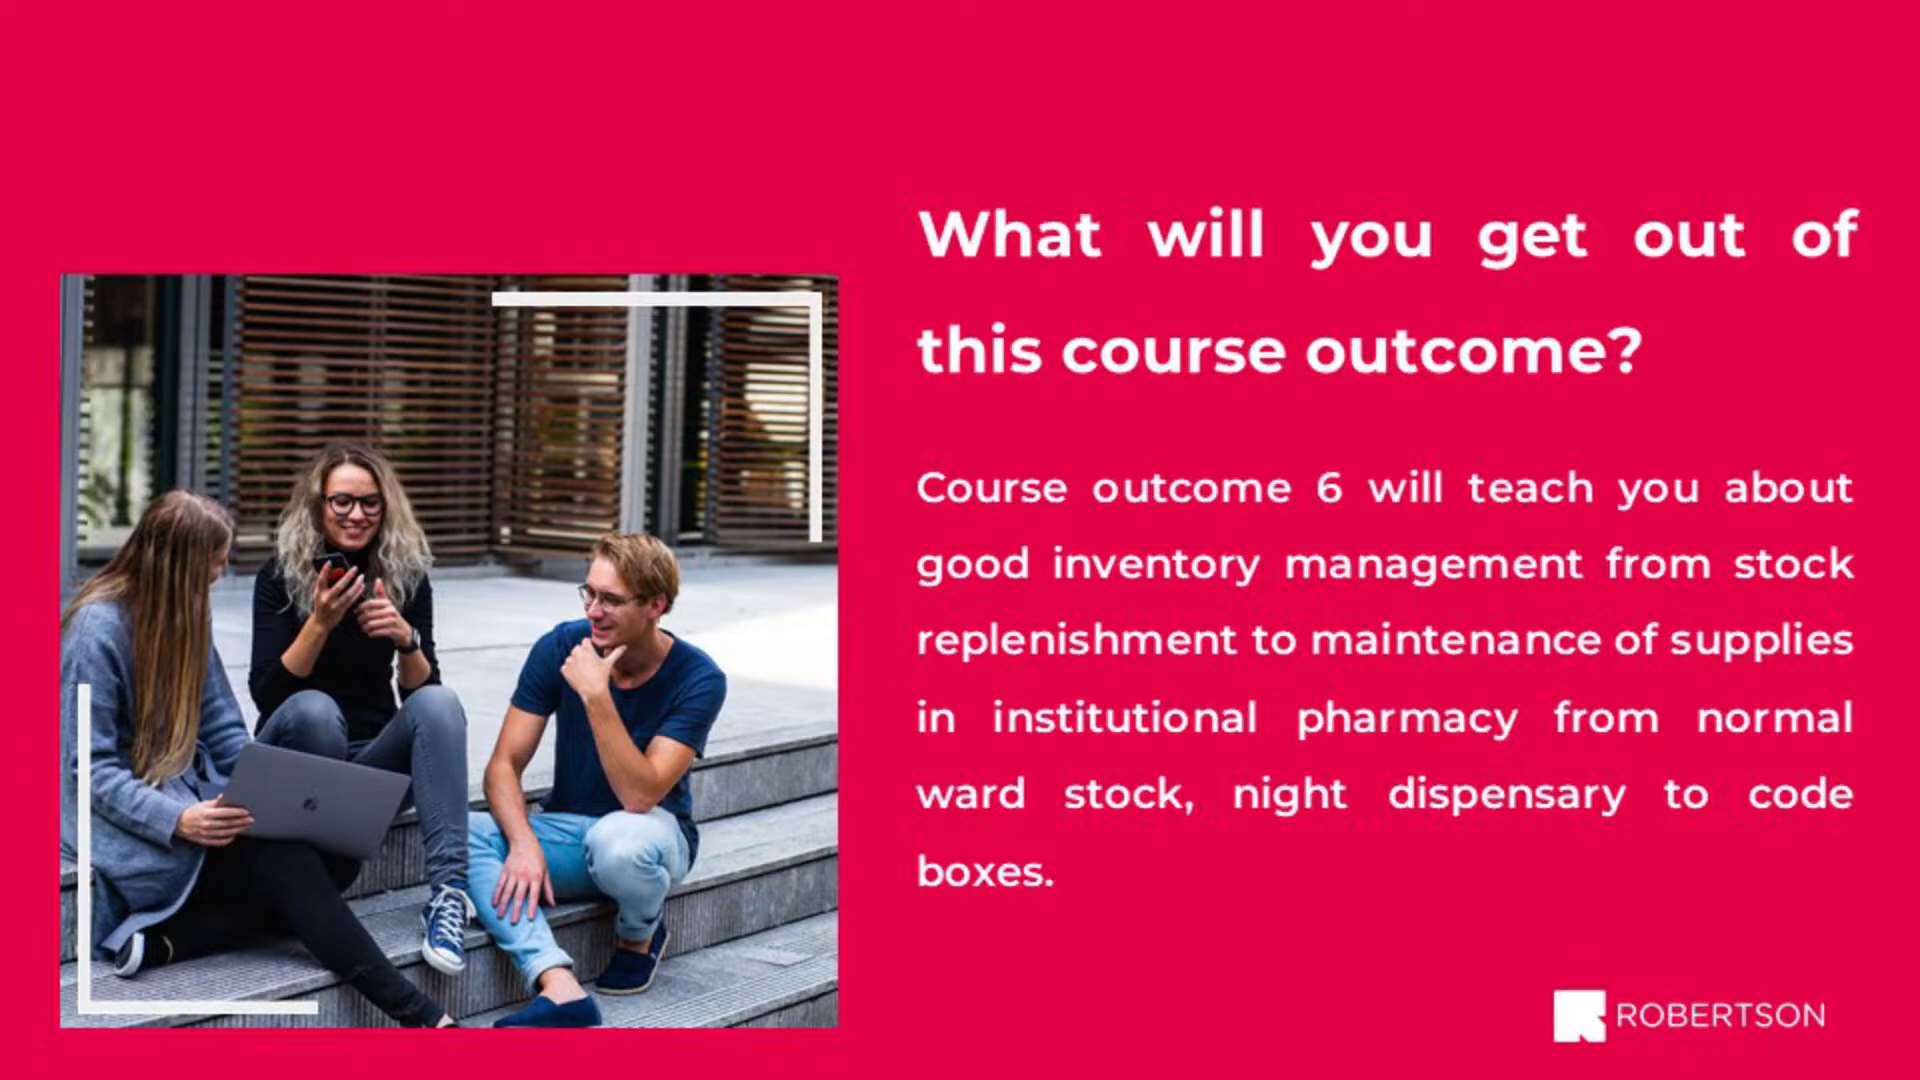 What will you get out of
this course outcome?
Course outcome 6 will teach you about
good inventory management from stock
replenishment to maintenance of supplies
in institutional pharmacy from normal
ward stock, night dispensary to code
boxes.
ROBERTSON